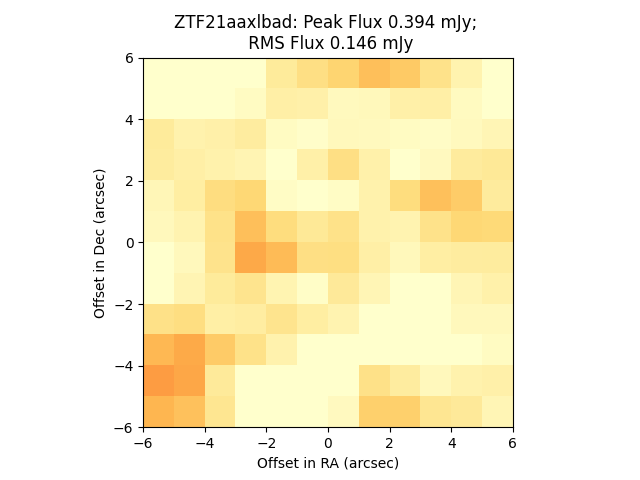 ZTF21aaxlbad: Peak Flux 0.394 mJy;
RMS Flux 0.146 mJy
6
4
2
0
−2
−4
−6
Offset in Dec (arcsec)
−6 −4 −2 0 2 4 6
Offset in RA (arcsec)